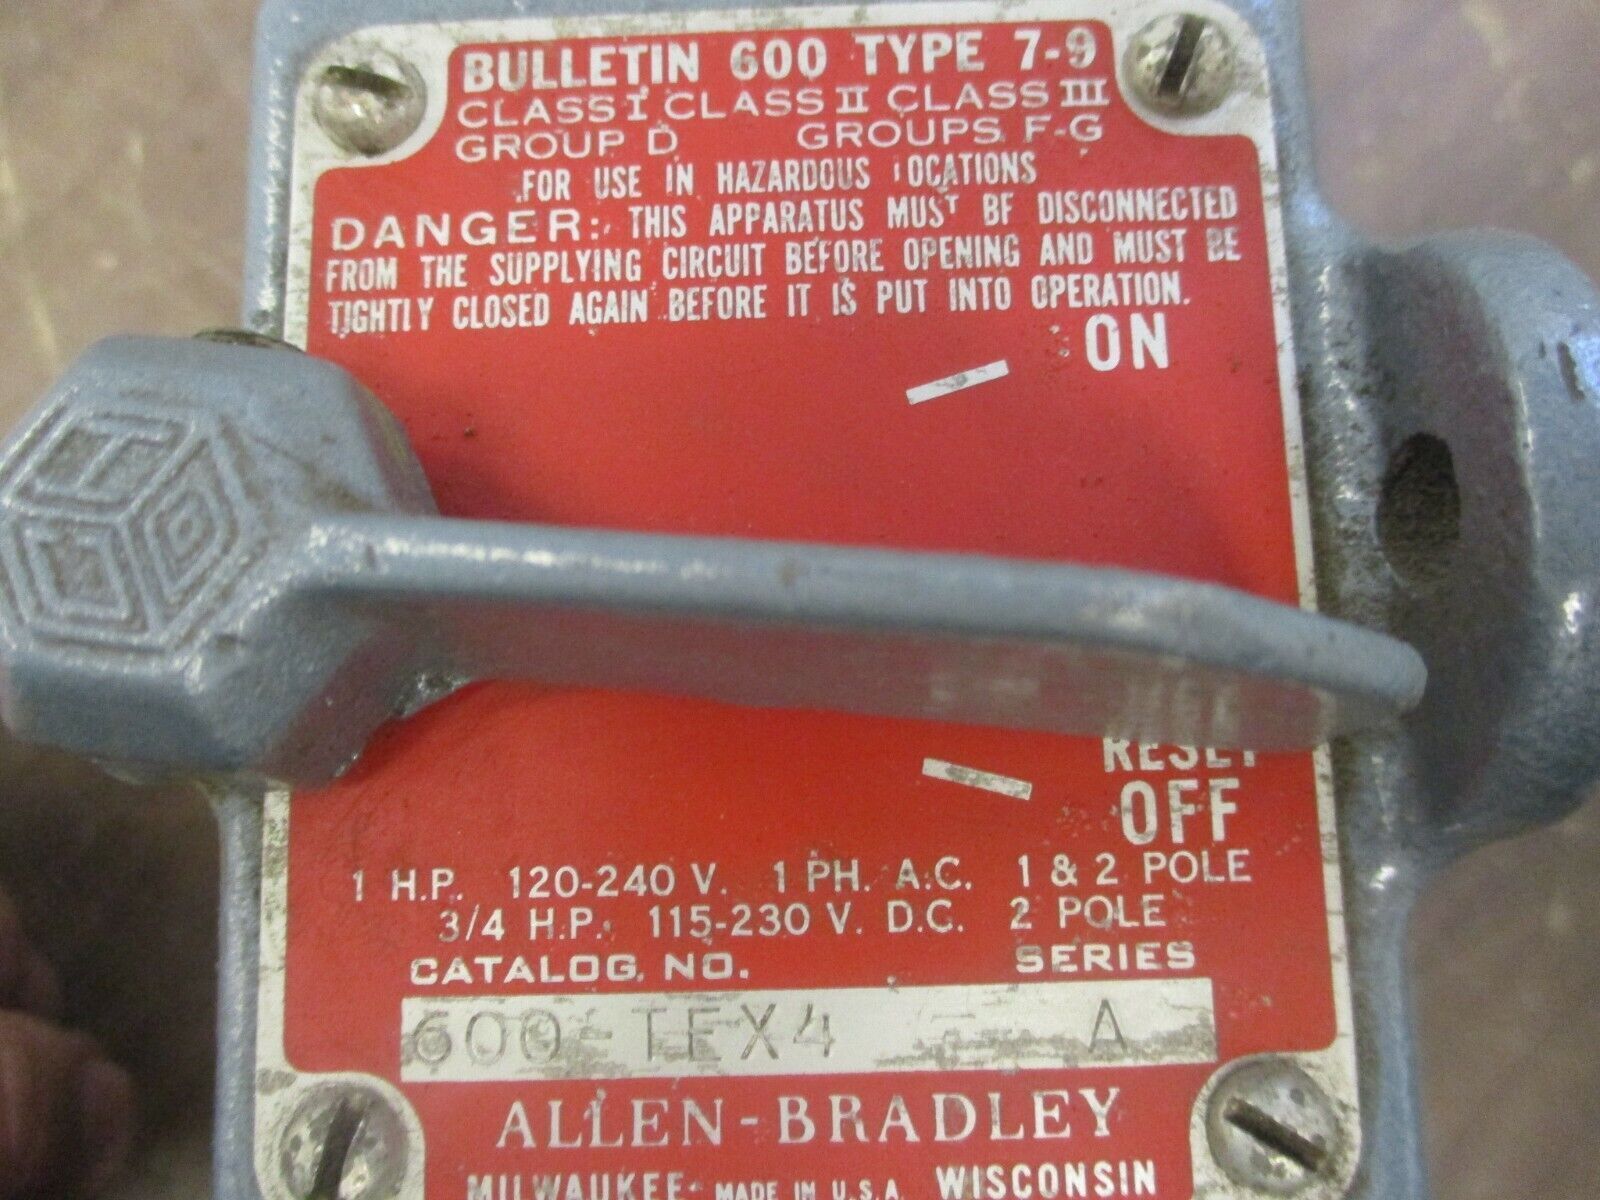 BULLETIN 600 TYPE 7-9
CLASS I CLASS II CLASS III
GROUP D GROUPS F-G
FOR USE IN HAZARDOUS LOCATIONS
DANGER: THIS APPARATUS MUST BE DISCONNECTED
FROM THE SUPPLYING CIRCUIT BEFORE OPENING AND MUST BE
TIGHTLY CLOSED AGAIN BEFORE IT IS PUT INTO OPERATION.
ON
RESET
OFF
1 H.P. 120-240 V. 1 PH. A.C. 1 & 2 POLE
3/4 H.P. 115-230 V. D.C. 2 POLE
CATALOG. NO. SERIES
600-TEX4 A
ALLEN-BRADLEY
MILWAUKEE MADE IN U.S.A. WISCONSIN